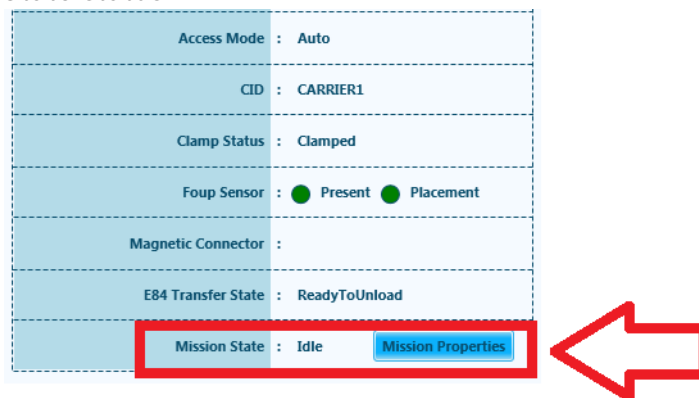 Access Mode : Auto
CID : CARRIER1
Clamp Status : Clamped
Foup Sensor : Present Placement
Magnetic Connector :
E84 Transfer State : ReadyToUnload
Mission State : Idle Mission Properties